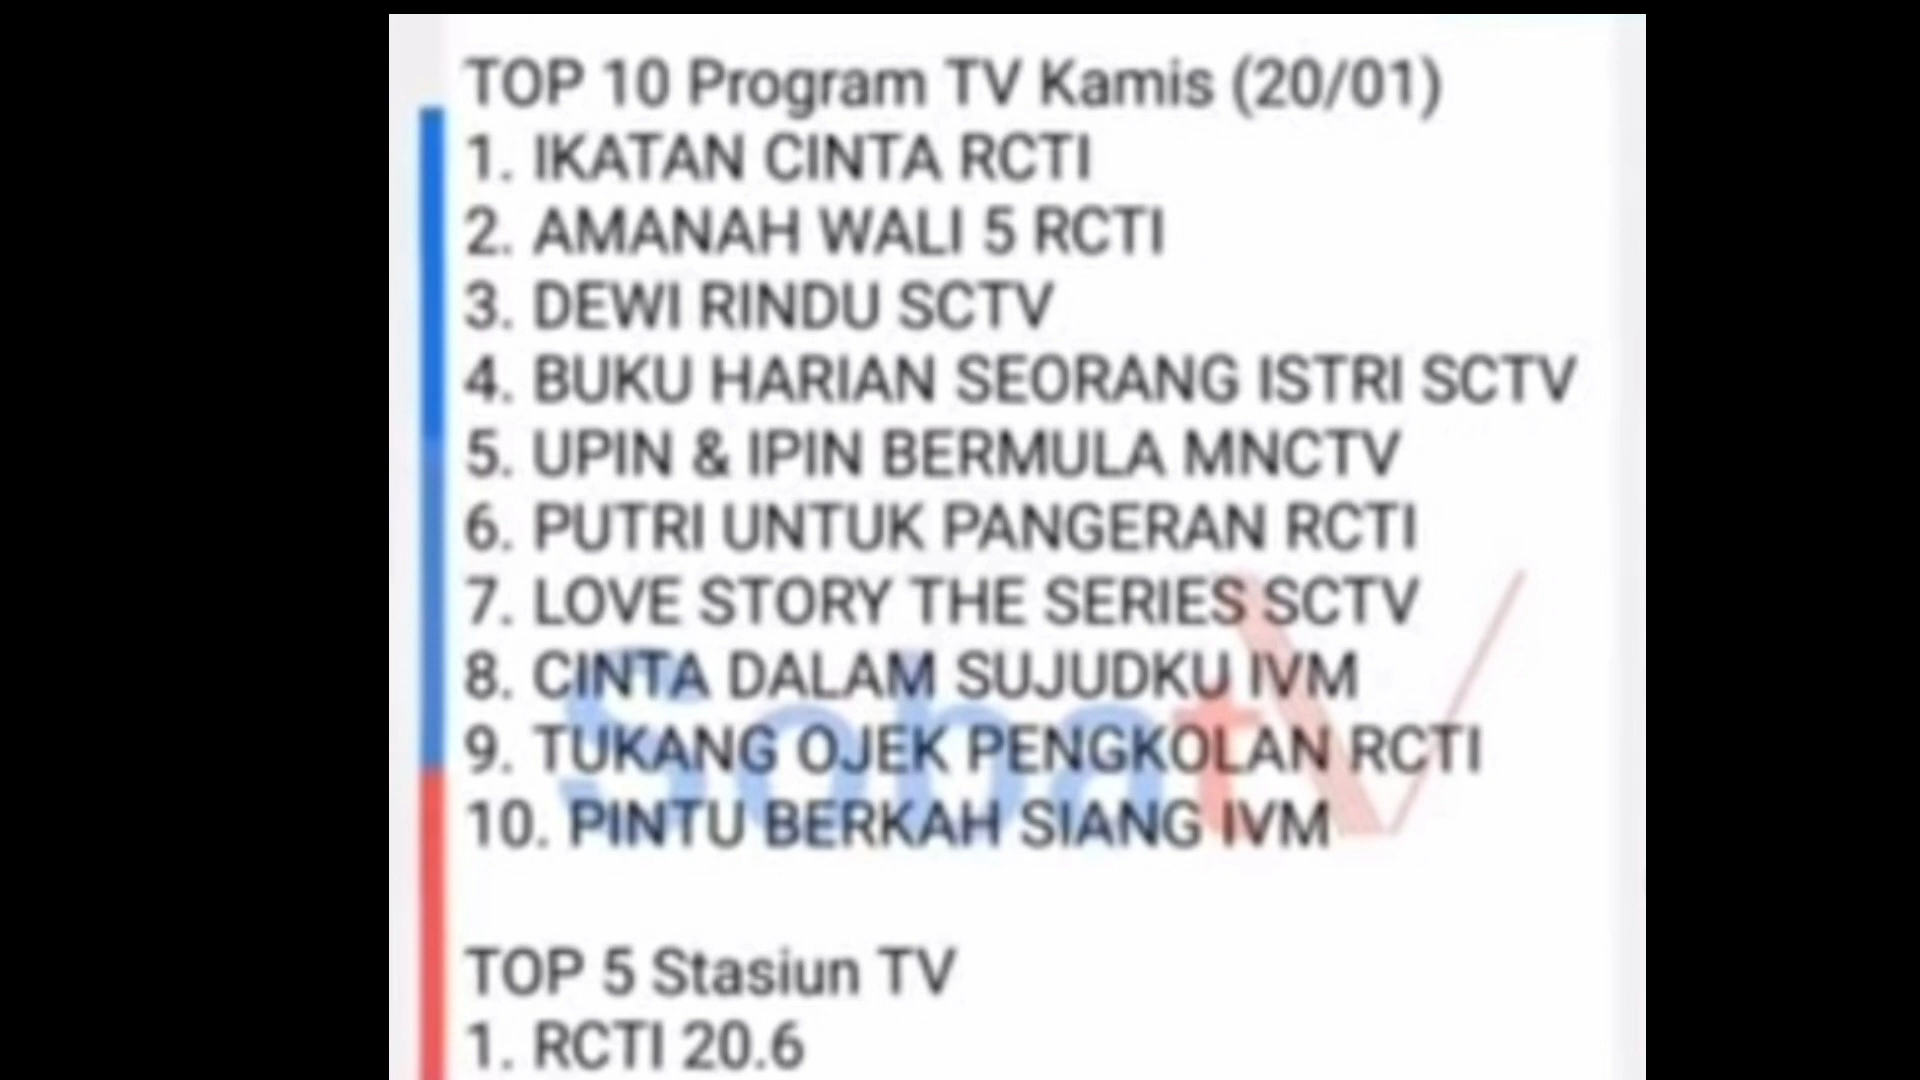 TOP 10 Program TV Kamis (20/01)
1. IKATAN CINTA RCTI
2. AMANAH WALI 5 RCTI
3. DEWI RINDU SCTV
4. BUKU HARIAN SEORANG ISTRI SCTV
5. UPIN & IPIN BERMULA MNCTV
6. PUTRI UNTUK PANGERAN RCTI
7. LOVE STORY THE SERIES SCTV
8. CINTA DALAM SUJUDKU IVM
9. TUKANG OJEK PENGKOLAN RCTI
10. PINTU BERKAH SIANG IVM
SobatV
TOP 5 Stasiun TV
1. RCTI 20.6